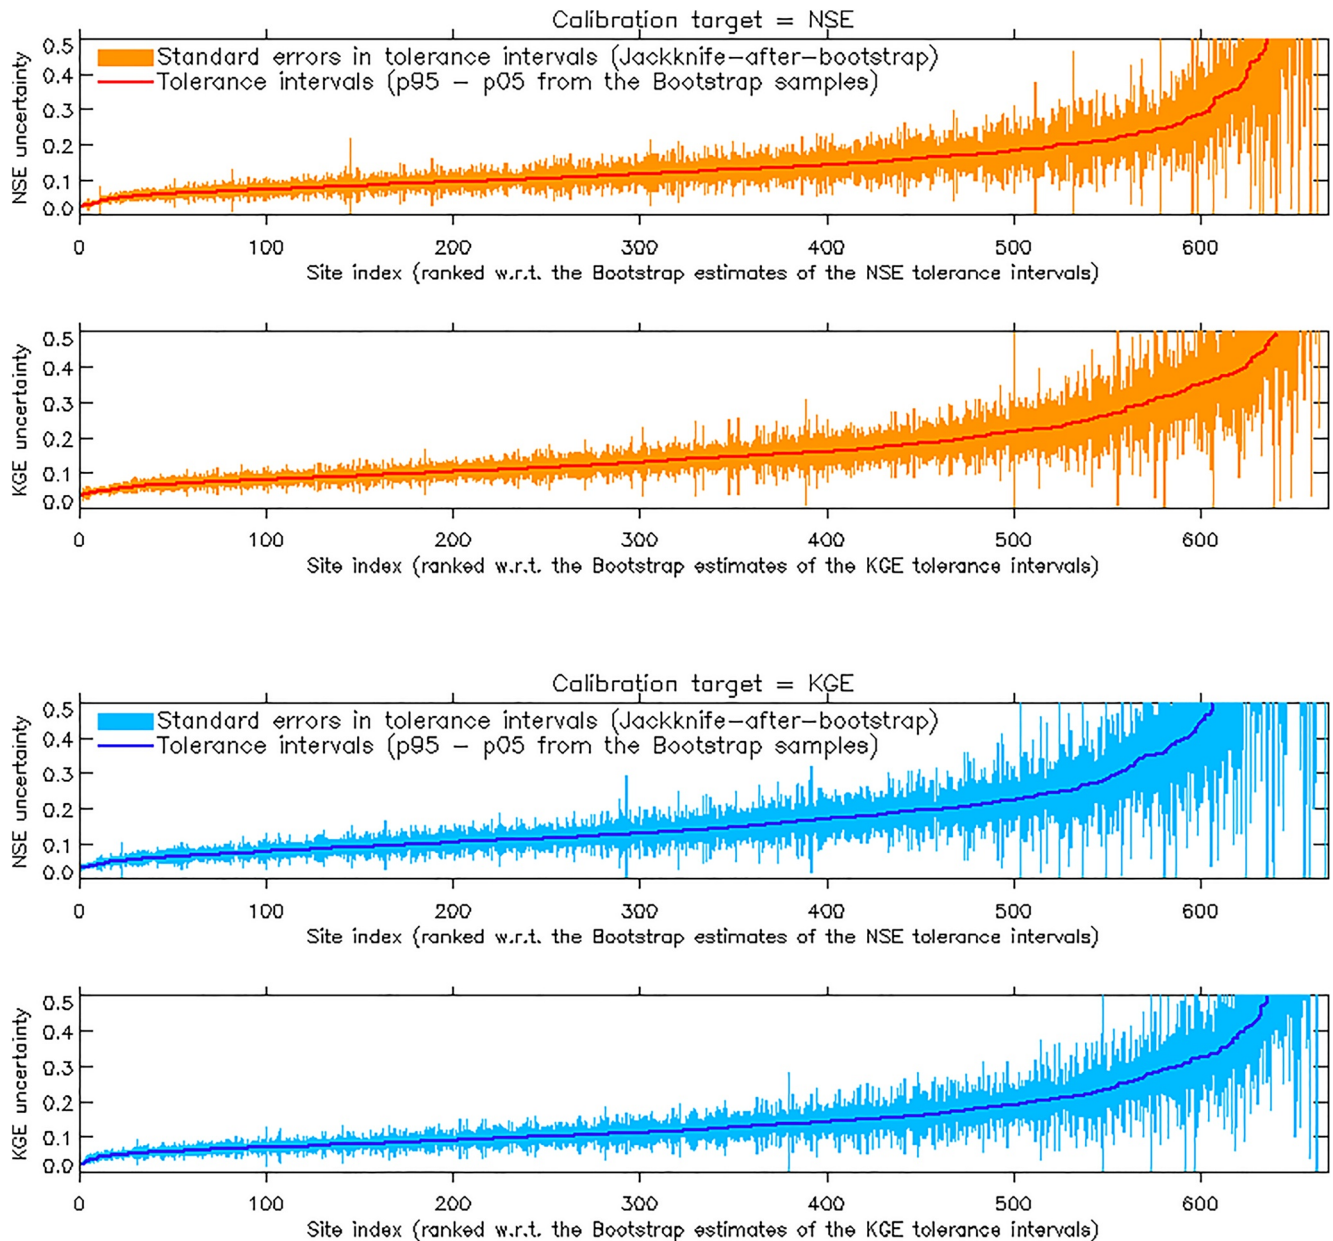 Calibration target = NSE
Standard errors in tolerance intervals (Jackknife-after-bootstrap)
Tolerance intervals (p95 - p05 from the Bootstrap samples)
NSE uncertainty
0.5
0.4
0.3
0.2
0.1
0.0
0 100 200 300 400 500 600
Site index (ranked w.r.t. the Bootstrap estimates of the NSE tolerance intervals)
KGE uncertainty
0.5
0.4
0.3
0.2
0.1
0.0
0 100 200 300 400 500 600
Site index (ranked w.r.t. the Bootstrap estimates of the KGE tolerance intervals)
Calibration target = KGE
Standard errors in tolerance intervals (Jackknife-after-bootstrap)
Tolerance intervals (p95 - p05 from the Bootstrap samples)
NSE uncertainty
0.5
0.4
0.3
0.2
0.1
0.0
0 100 200 300 400 500 600
Site index (ranked w.r.t. the Bootstrap estimates of the NSE tolerance intervals)
KGE uncertainty
0.5
0.4
0.3
0.2
0.1
0.0
0 100 200 300 400 500 600
Site index (ranked w.r.t. the Bootstrap estimates of the KGE tolerance intervals)